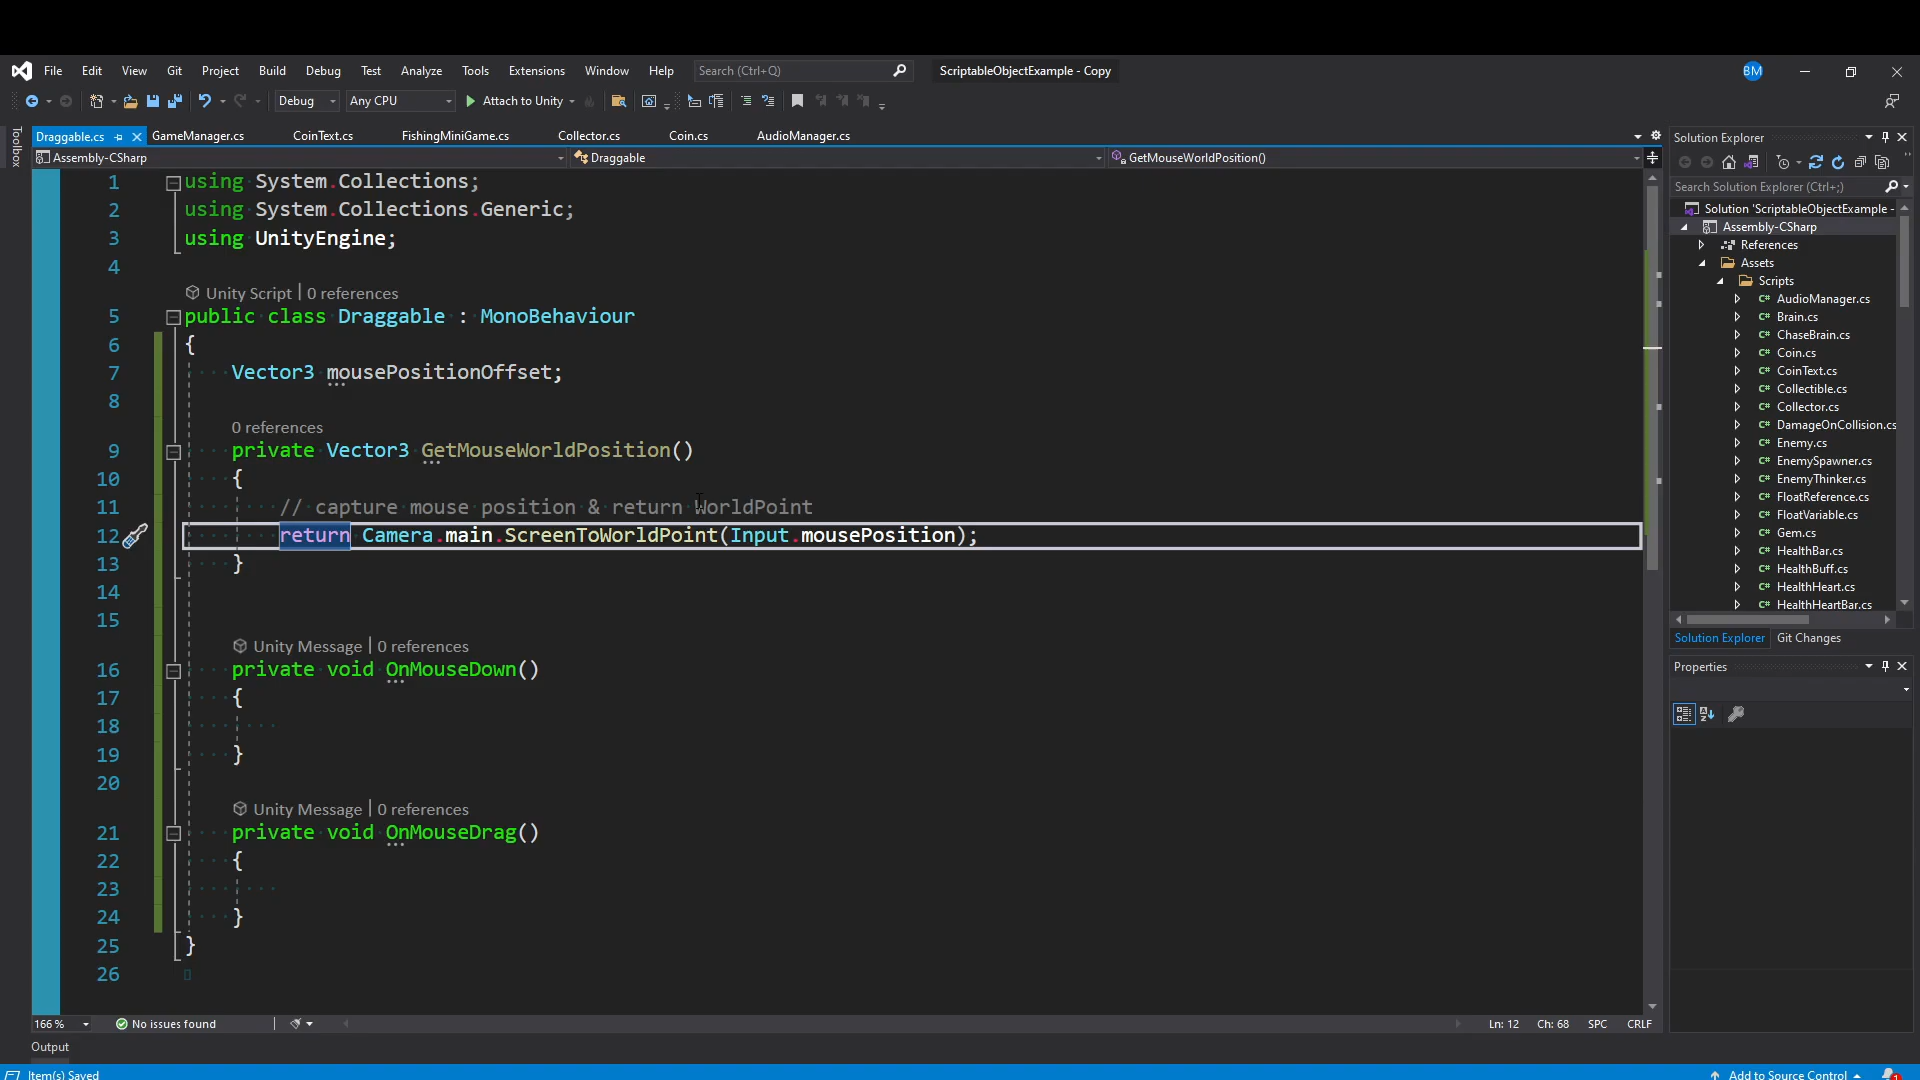 File Edit View Git Project Build Debug Test Analyze Tools Extensions Window Help Search (Ctrl+Q) ScriptableObjectExample - Copy BM
Debug Any CPU Attach to Unity
Toolbox
Draggable.cs GameManager.cs CoinText.cs FishingMiniGame.cs Collector.cs Coin.cs AudioManager.cs
Assembly-CSharp Draggable GetMouseWorldPosition()
1 using System.Collections;
2 using System.Collections.Generic;
3 using UnityEngine;
4
Unity Script | 0 references
5 public class Draggable : MonoBehaviour
6 {
7 Vector3 mousePositionOffset;
8
0 references
9 private Vector3 GetMouseWorldPosition()
10 {
11 // capture mouse position & return WorldPoint
12 return Camera.main.ScreenToWorldPoint(Input.mousePosition);
13 }
14
15
Unity Message | 0 references
16 private void OnMouseDown()
17 {
18
19 }
20
Unity Message | 0 references
21 private void OnMouseDrag()
22 {
23
24 }
25 }
26
166 % No issues found Ln: 12 Ch: 68 SPC CRLF
Output
Item(s) Saved
Solution Explorer
Search Solution Explorer (Ctrl+;)
Solution 'ScriptableObjectExample -
Assembly-CSharp
References
Assets
Scripts
C# AudioManager.cs
C# Brain.cs
C# ChaseBrain.cs
C# Coin.cs
C# CoinText.cs
C# Collectible.cs
C# Collector.cs
C# DamageOnCollision.cs
C# Enemy.cs
C# EnemySpawner.cs
C# EnemyThinker.cs
C# FloatReference.cs
C# FloatVariable.cs
C# Gem.cs
C# HealthBar.cs
C# HealthBuff.cs
C# HealthHeart.cs
C# HealthHeartBar.cs
Solution Explorer Git Changes
Properties
Add to Source Control 1